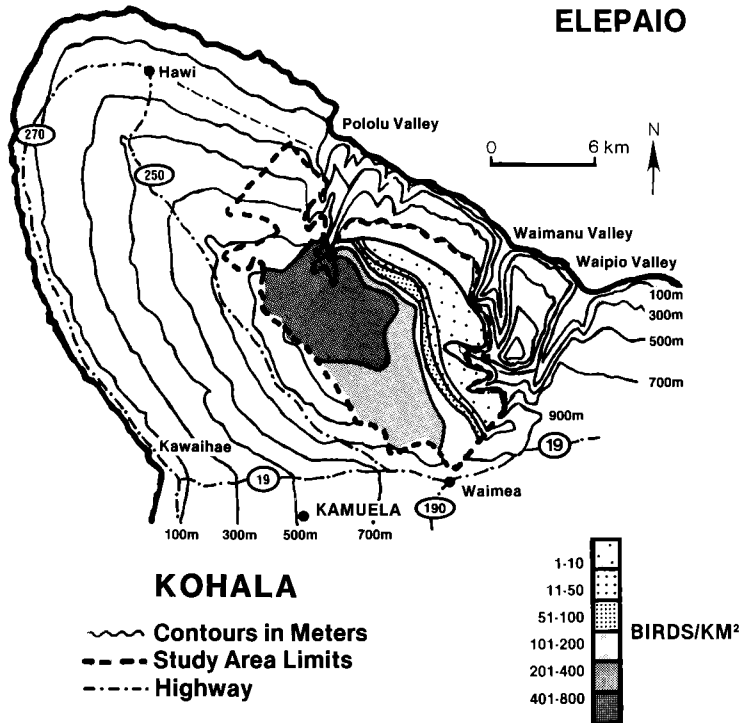 ELEPAIO
Hawi
270
Pololu Valley
0 6 km
N
250
Waimanu Valley
Waipio Valley
100m
300m
500m
700m
900m
Kawaihae
19
19
Waimea
KAMUELA
190
100m 300m 500m 700m
KOHALA
Contours in Meters
Study Area Limits
Highway
1-10
11-50
51-100
101-200
201-400
401-800
BIRDS/KM²